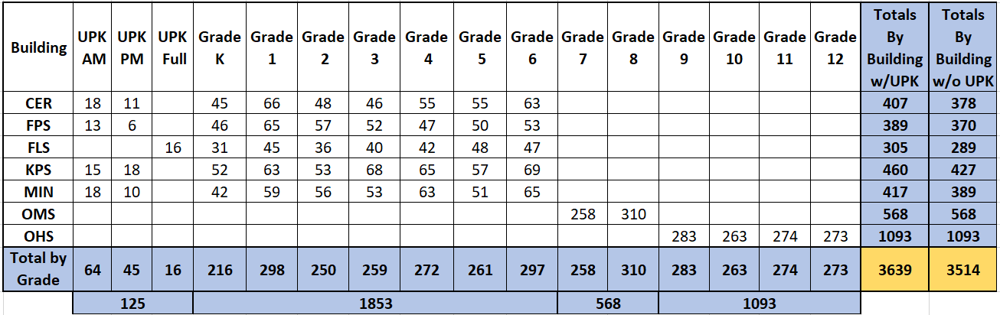 Building UPK AM UPK PM UPK Full Grade K Grade 1 Grade 2 Grade 3 Grade 4 Grade 5 Grade 6 Grade 7 Grade 8 Grade 9 Grade 10 Grade 11 Grade 12 Totals By Building w/UPK Totals By Building w/o UPK
CER 18 11 45 66 48 46 55 55 63 407 378
FPS 13 6 46 65 57 52 47 50 53 389 370
FLS 16 31 45 36 40 42 48 47 305 289
KPS 15 18 52 63 53 68 65 57 69 460 427
MIN 18 10 42 59 56 53 63 51 65 417 389
OMS 258 310 568 568
OHS 283 263 274 273 1093 1093
Total by Grade 64 45 16 216 298 250 259 272 261 297 258 310 283 263 274 273 3639 3514
125 1853 568 1093